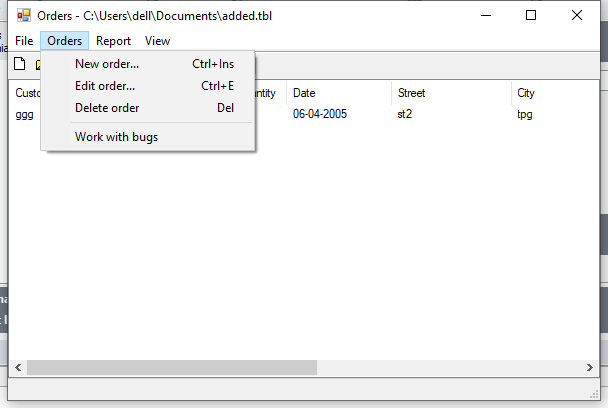 Orders - C:\Users\dell\Documents\added.tbl
File Orders Report View
New order... Ctrl+Ins
Edit order... Ctrl+E
Delete order Del
Work with bugs
Custo ntity Date Street City
ggg 06-04-2005 st2 tpg